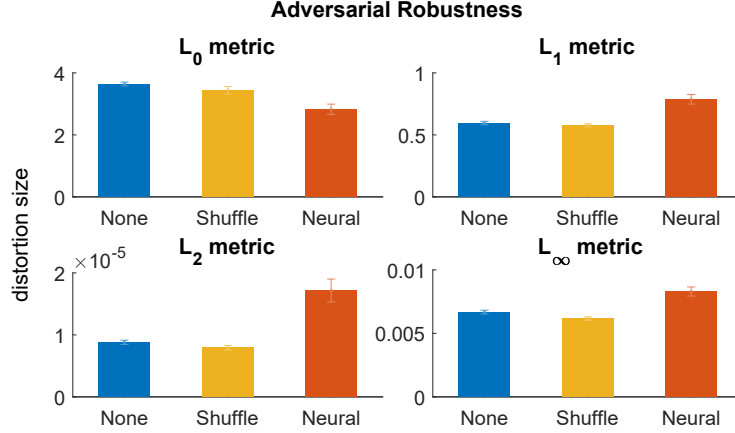 Adversarial Robustness
L0 metric
4
2
0
None Shuffle Neural
L1 metric
1
0.5
0
None Shuffle Neural
distortion size
L2 metric
×10-5
2
1
0
None Shuffle Neural
L∞ metric
0.01
0.005
0
None Shuffle Neural